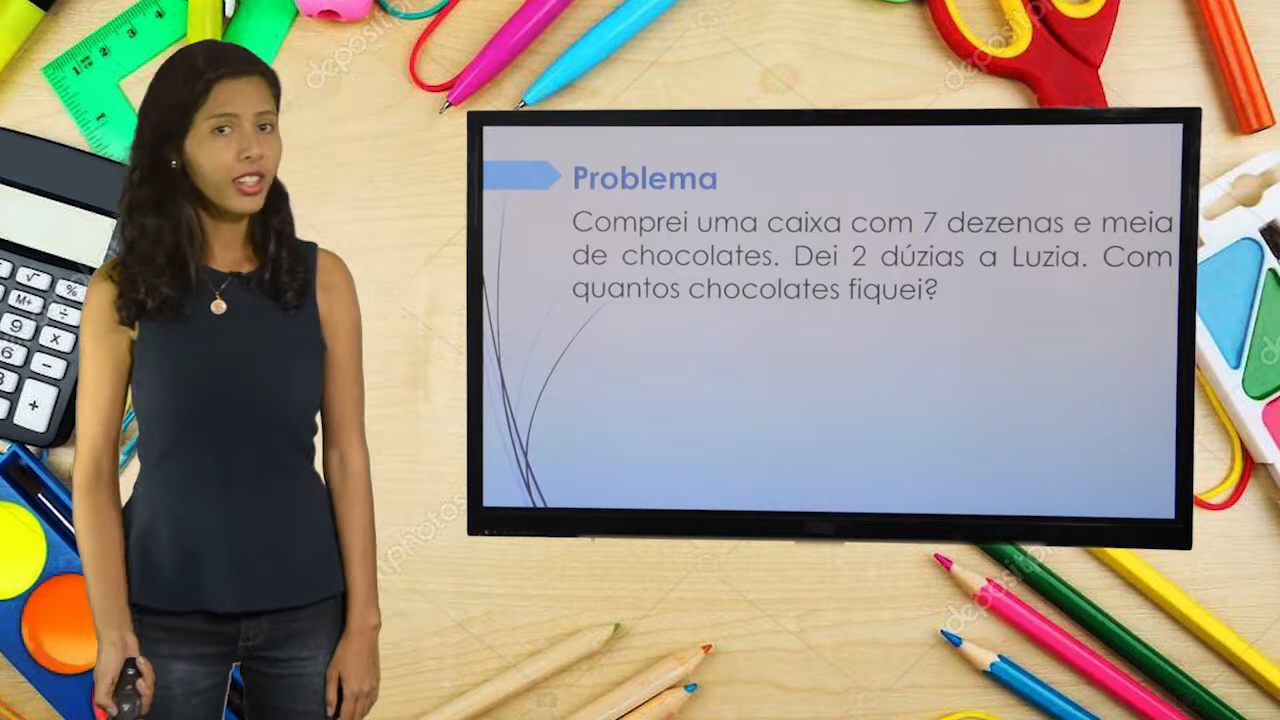 Problema
Comprei uma caixa com 7 dezenas e meia
de chocolates. Dei 2 dúzias a Luzia. Com
quantos chocolates fiquei?